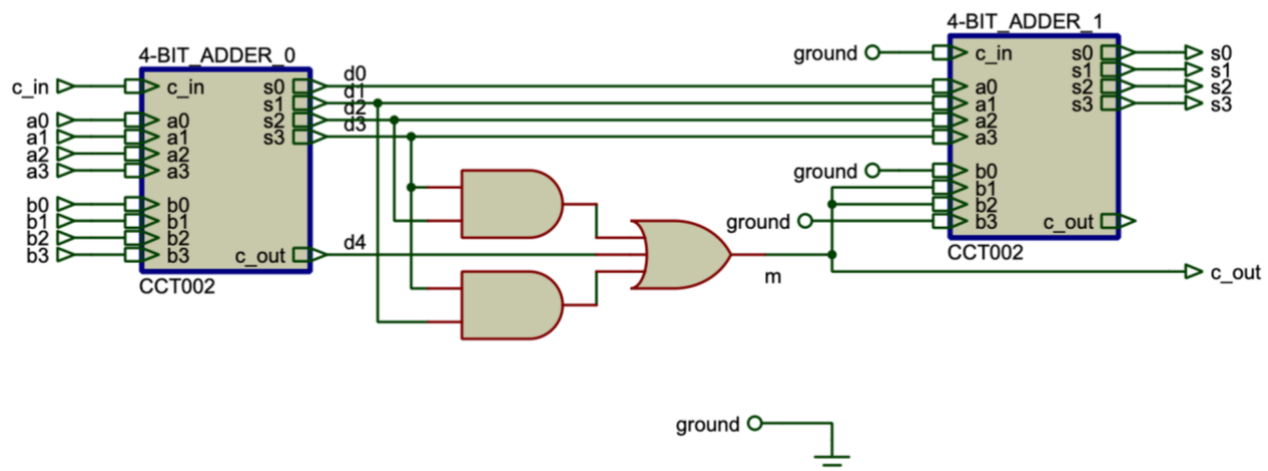 4-BIT_ADDER_1
4-BIT_ADDER_0
ground
c_in
s0
s0
s1
s1
s2
s2
s3
s3
c_in
c_in
s0
d0
a0
s1
d1
a1
s2
d2
a2
s3
d3
a3
a0
a0
a1
a1
a2
a2
a3
a3
ground
b0
b1
b2
ground
b3
c_out
b0
b0
b1
b1
b2
b2
b3
b3
c_out
d4
CCT002
CCT002
m
c_out
ground